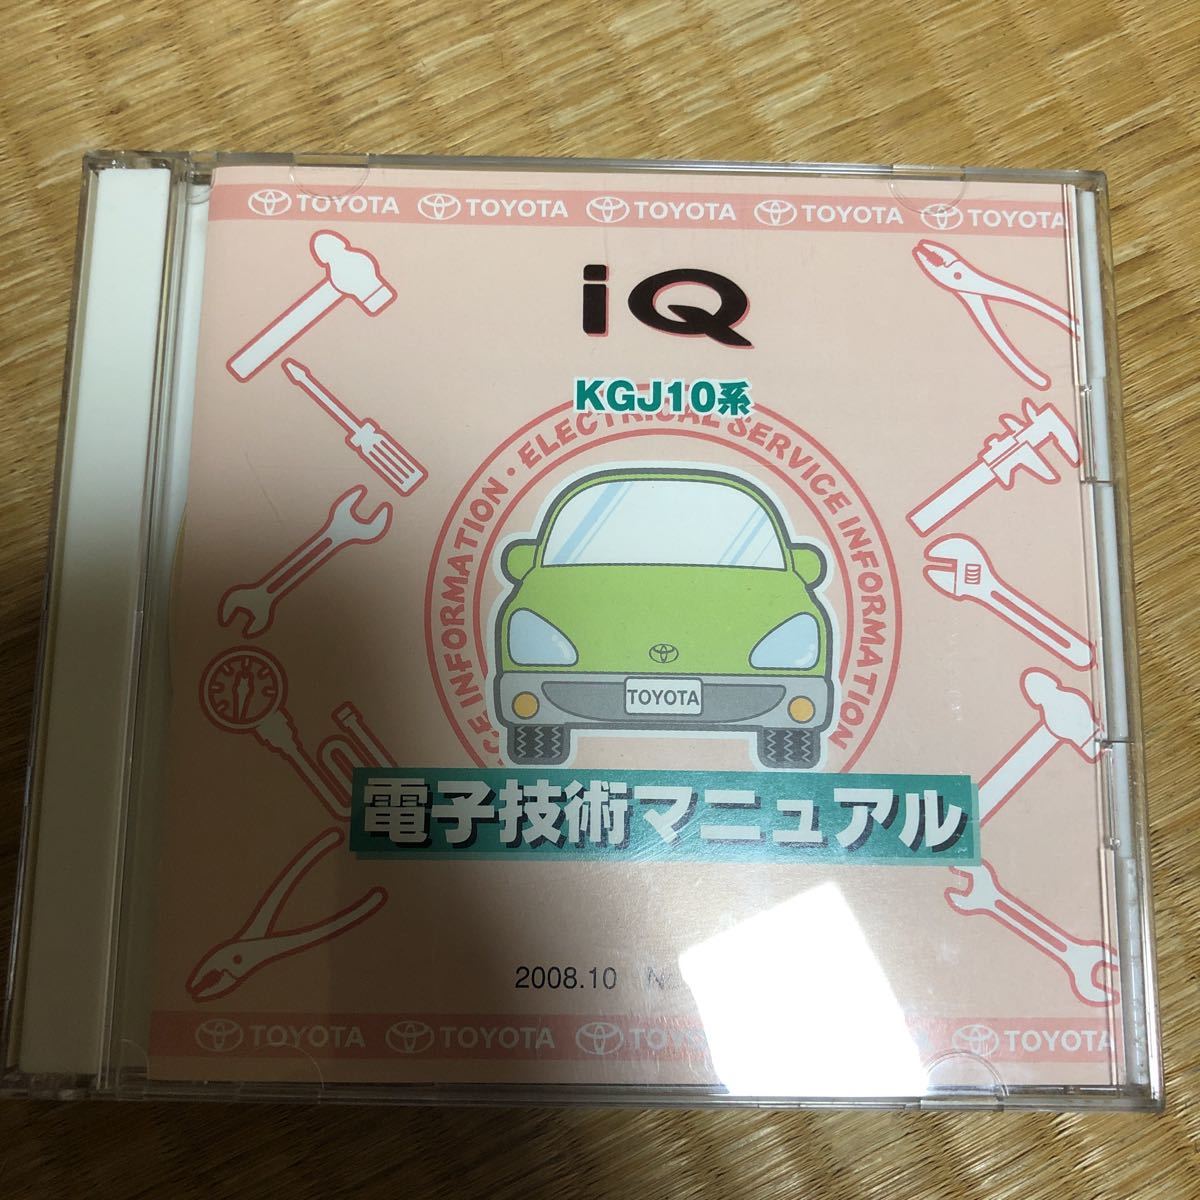 TOYOTA TOYOTA TOYOTA TOYOTA TOYOTA
iQ
KGJ10系
INFORMATION・ELECTRICAL SERVICE INFORMATION
TOYOTA
電子技術マニュアル
2008.10
TOYOTA TOYOTA TOYOTA